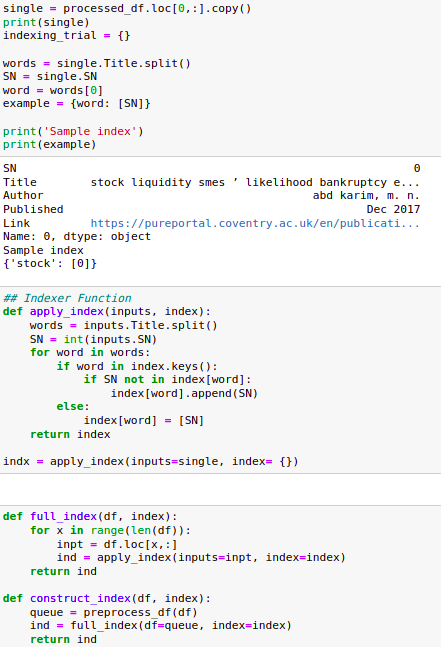 single = processed_df.loc[0,:].copy()
print(single)
indexing_trial = {}

words = single.Title.split()
SN = single.SN
word = words[0]
example = {word: [SN]}

print('Sample index')
print(example)

SN                                                            0
Title        stock liquidity smes ’ likelihood bankruptcy e...
Author                                         abd karim, m. n.
Published                                              Dec 2017
Link         https://pureportal.coventry.ac.uk/en/publicati...
Name: 0, dtype: object
Sample index
{'stock': [0]}

## Indexer Function
def apply_index(inputs, index):
    words = inputs.Title.split()
    SN = int(inputs.SN)
    for word in words:
        if word in index.keys():
            if SN not in index[word]:
                index[word].append(SN)
        else:
            index[word] = [SN]
    return index

indx = apply_index(inputs=single, index= {})

def full_index(df, index):
    for x in range(len(df)):
        inpt = df.loc[x,:]
        ind = apply_index(inputs=inpt, index=index)
    return ind

def construct_index(df, index):
    queue = preprocess_df(df)
    ind = full_index(df=queue, index=index)
    return ind